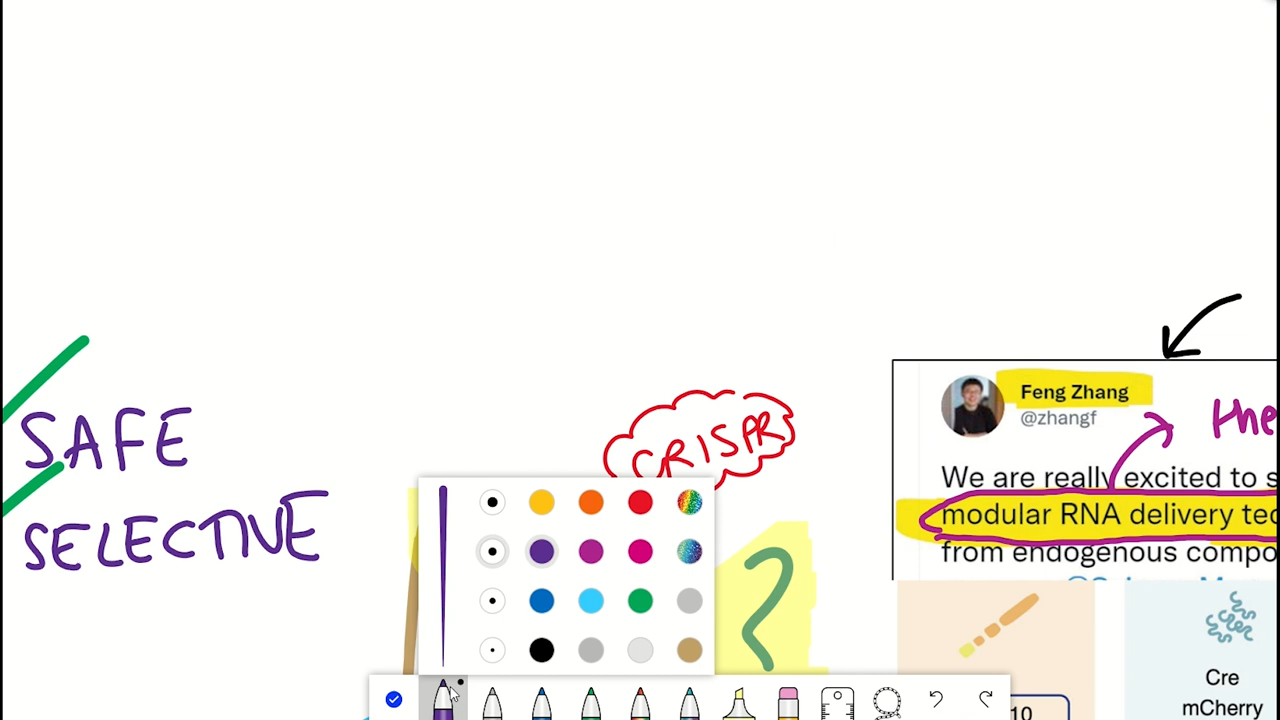 SAFE
SELECTIVE
CRISPR
?
Feng Zhang
@zhangf
the
We are really excited to s
modular RNA delivery tec
from endogenous compo
10
Cre
mCherry